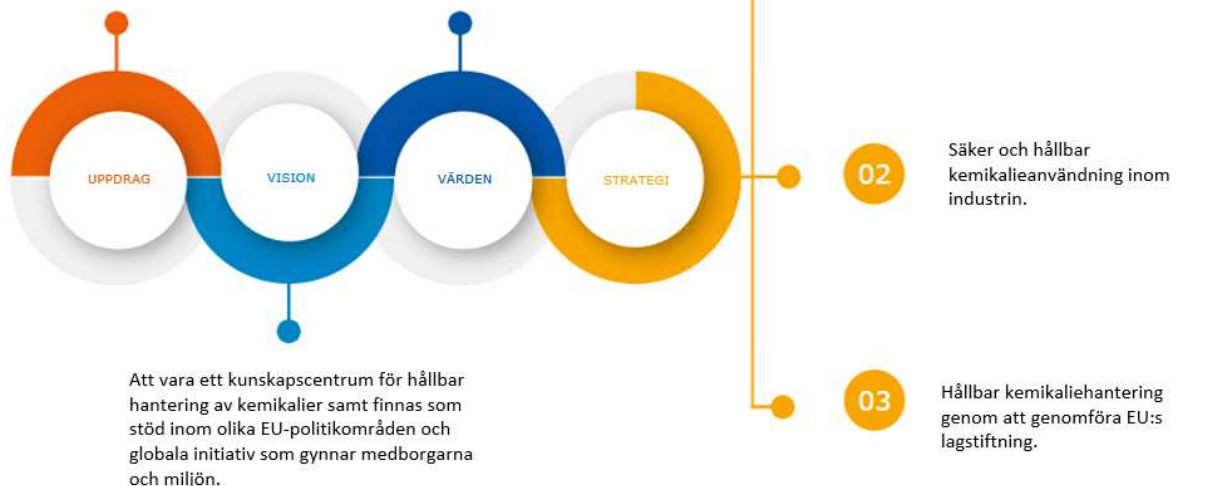 UPPDRAG
VISION
VÄRDEN
STRATEGI
Att vara ett kunskapscentrum för hållbar
hantering av kemikalier samt finnas som
stöd inom olika EU-politikområden och
globala initiativ som gynnar medborgarna
och miljön.
02
Säker och hållbar
kemikalieanvändning inom
industrin.
03
Hållbar kemikaliehantering
genom att genomföra EU:s
lagstiftning.